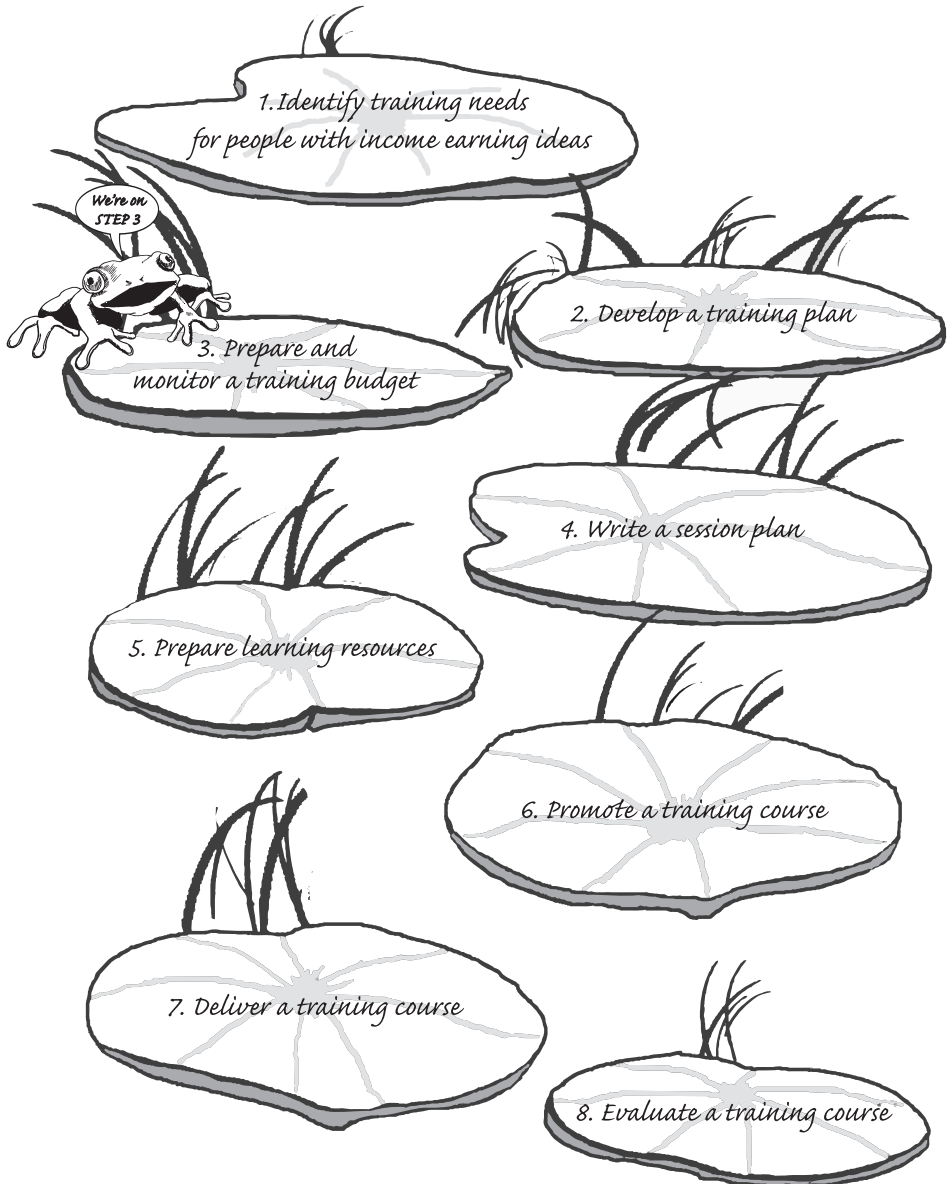 1.Identify training needs
for people with income earning ideas
We're on
STEP 3
2. Develop a training plan
3. Prepare and
monitor a training budget
4. Write a session plan
5. Prepare learning resources
6. Promote a training course
7. Deliver a training course
8. Evaluate a training course